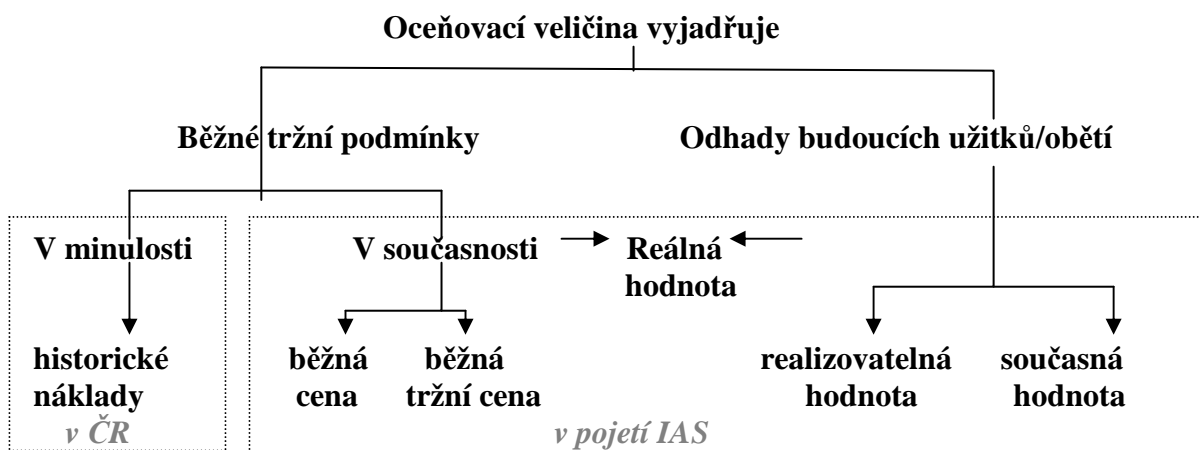 Oceňovací veličina vyjadřuje
Běžné tržní podmínky
Odhady budoucích užitků/obětí
V minulosti
V současnosti
Reálná
hodnota
historické
náklady
běžná
cena
běžná
tržní cena
realizovatelná
hodnota
současná
hodnota
v ČR
v pojetí IAS